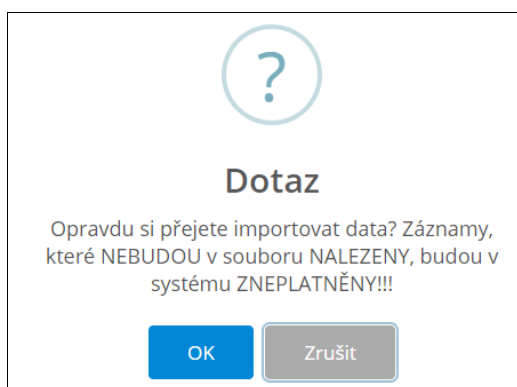 ?
Dotaz
Opravdu si přejete importovat data? Záznamy,
které NEBUDOU v souboru NALEZENY, budou v
systému ZNEPLATNĚNY!!!
OK
Zrušit